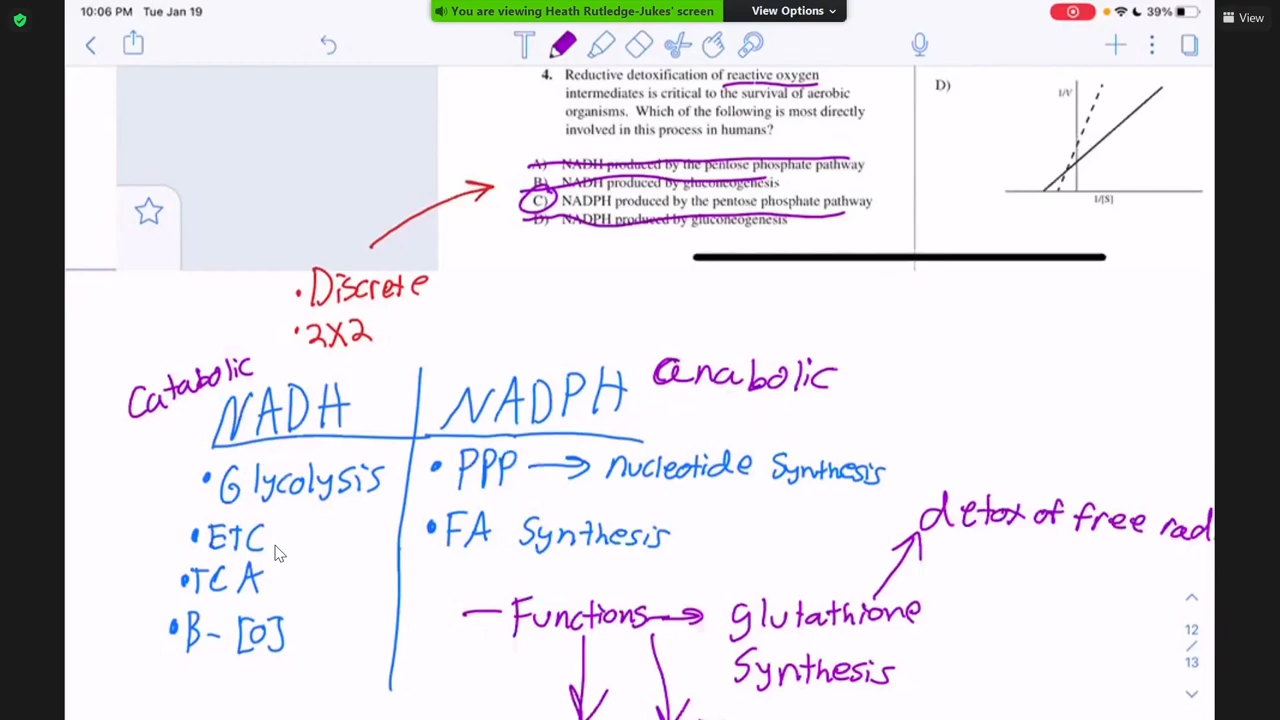 10:06 PM Tue Jan 19
You are viewing Heath Rutledge-Jukes' screen
View Options
39%
View
4. Reductive detoxification of reactive oxygen
intermediates is critical to the survival of aerobic
organisms. Which of the following is most directly
involved in this process in humans?
A) NADH produced by the pentose phosphate pathway
B) NADH produced by gluconeogenesis
C) NADPH produced by the pentose phosphate pathway
D) NADPH produced by gluconeogenesis
D)
1/V
1/[S]
• Discrete
• 2X2
Catabolic
NADH
• Glycolysis
• ETC
• TCA
• B- [O]
anabolic
NADPH
• PPP → nucleotide Synthesis
• FA Synthesis
detox of free rad
— Functions → glutathione
Synthesis
12
/
13